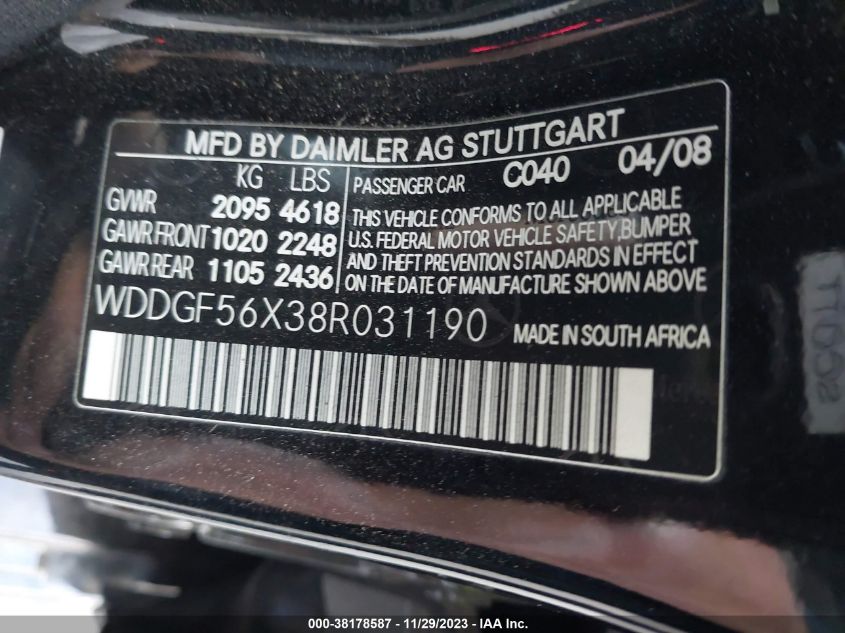 MFD BY DAIMLER AG STUTTGART
KG LBS
GVWR 2095 4618
GAWR FRONT 1020 2248
GAWR REAR 1105 2436
PASSENGER CAR C040 04/08
THIS VEHICLE CONFORMS TO ALL APPLICABLE
U.S. FEDERAL MOTOR VEHICLE SAFETY,BUMPER
AND THEFT PREVENTION STANDARDS IN EFFECT
ON THE DATE OF MANUFACTURE SHOWN ABOVE.
WDDGF56X38R031190 MADE IN SOUTH AFRICA
000-38178587 - 11/29/2023 - IAA Inc.